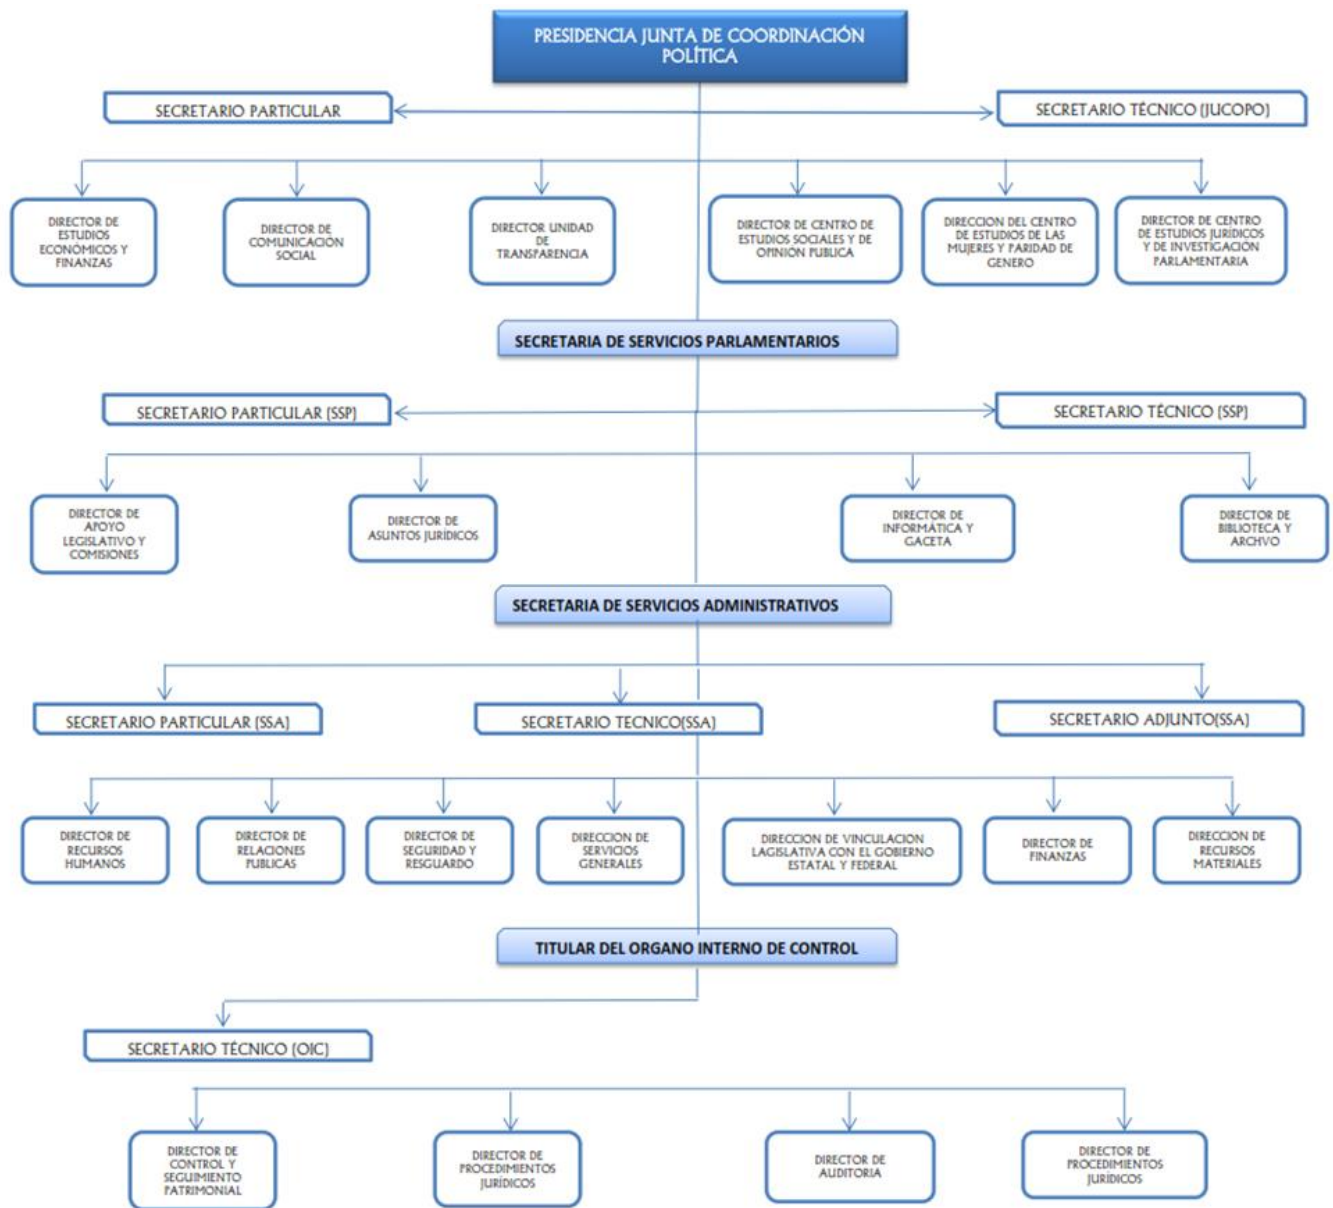 PRESIDENCIA JUNTA DE COORDINACIÓN
POLÍTICA
SECRETARIO PARTICULAR
SECRETARIO TÉCNICO (JUCOPO)
DIRECTOR DE
ESTUDIOS
ECONÓMICOS Y
FINANZAS
DIRECTOR DE
COMUNICACIÓN
SOCIAL
DIRECTOR UNIDAD
DE
TRANSPARENCIA
DIRECTOR DE CENTRO DE
ESTUDIOS SOCIALES Y DE
OPINIÓN PUBLICA
DIRECCION DEL CENTRO
DE ESTUDIOS DE LAS
MUJERES Y PARIDAD DE
GENERO
DIRECTOR DE CENTRO
DE ESTUDIOS JURÍDICOS
Y DE INVESTIGACIÓN
PARLAMENTARIA
SECRETARIA DE SERVICIOS PARLAMENTARIOS
SECRETARIO PARTICULAR (SSP)
SECRETARIO TÉCNICO (SSP)
DIRECTOR DE
APOYO
LEGISLATIVO Y
COMISIONES
DIRECTOR DE
ASUNTOS JURÍDICOS
DIRECTOR DE
INFORMÁTICA Y
GACETA
DIRECTOR DE
BIBLIOTECA Y
ARCHVO
SECRETARIA DE SERVICIOS ADMINISTRATIVOS
SECRETARIO PARTICULAR (SSA)
SECRETARIO TECNICO(SSA)
SECRETARIO ADJUNTO(SSA)
DIRECTOR DE
RECURSOS
HUMANOS
DIRECTOR DE
RELACIONES
PUBLICAS
DIRECTOR DE
SEGURIDAD Y
RESGUARDO
DIRECCION DE
SERVICIOS
GENERALES
DIRECCION DE VINCULACION
LAGISLATIVA CON EL GOBIERNO
ESTATAL Y FEDERAL
DIRECTOR DE
FINANZAS
DIRECCION DE
RECURSOS
MATERIALES
TITULAR DEL ORGANO INTERNO DE CONTROL
SECRETARIO TÉCNICO (OIC)
DIRECTOR DE
CONTROL Y
SEGUIMIENTO
PATRIMONIAL
DIRECTOR DE
PROCEDIMIENTOS
JURÍDICOS
DIRECTOR DE
AUDITORIA
DIRECTOR DE
PROCEDIMIENTOS
JURÍDICOS